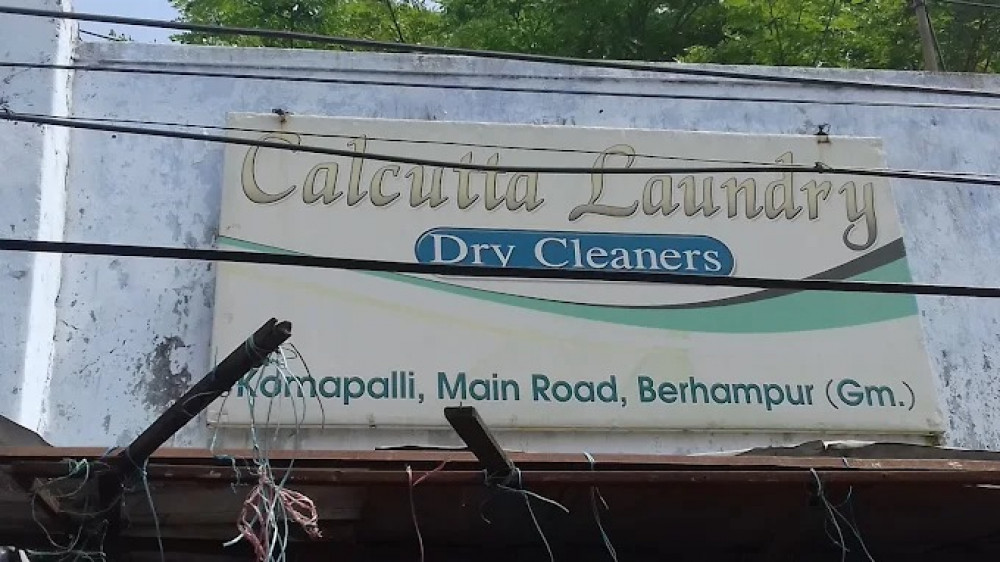 Calcutta Laundry
Dry Cleaners
Komapalli, Main Road, Berhampur (Gm.)